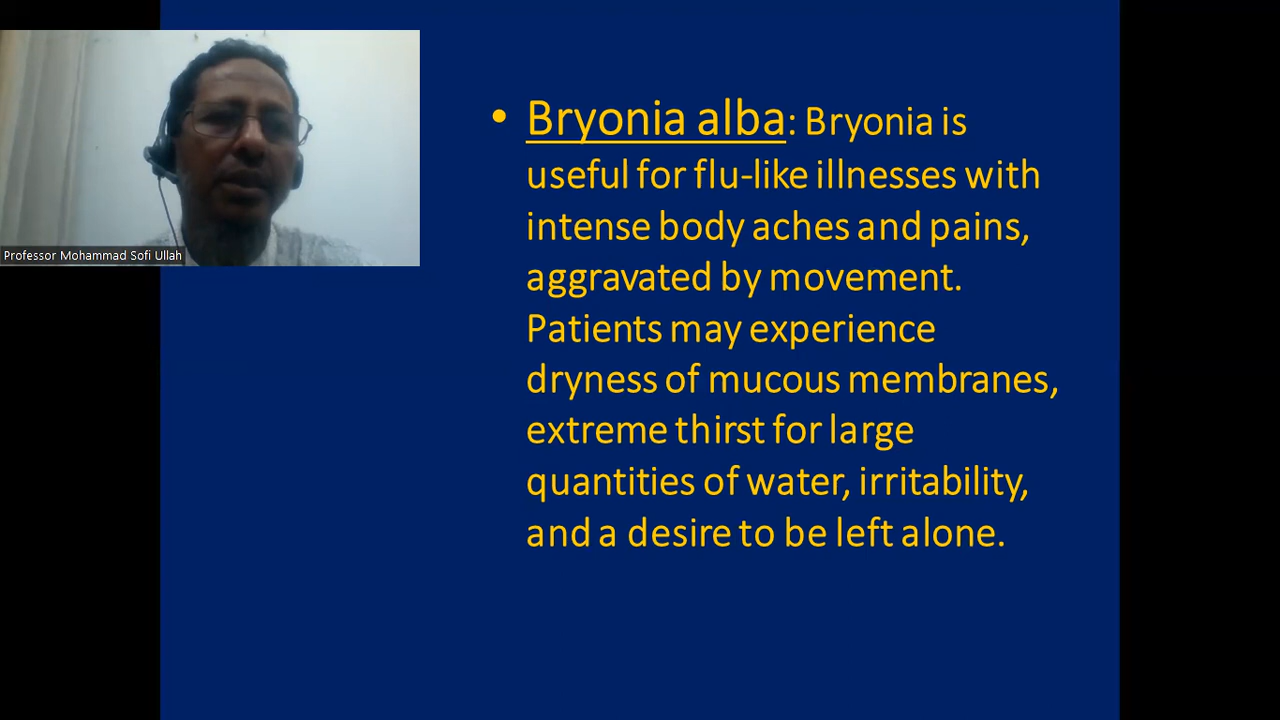 Professor Mohammad Sofi Ullah
• Bryonia alba: Bryonia is
useful for flu-like illnesses with
intense body aches and pains,
aggravated by movement.
Patients may experience
dryness of mucous membranes,
extreme thirst for large
quantities of water, irritability,
and a desire to be left alone.